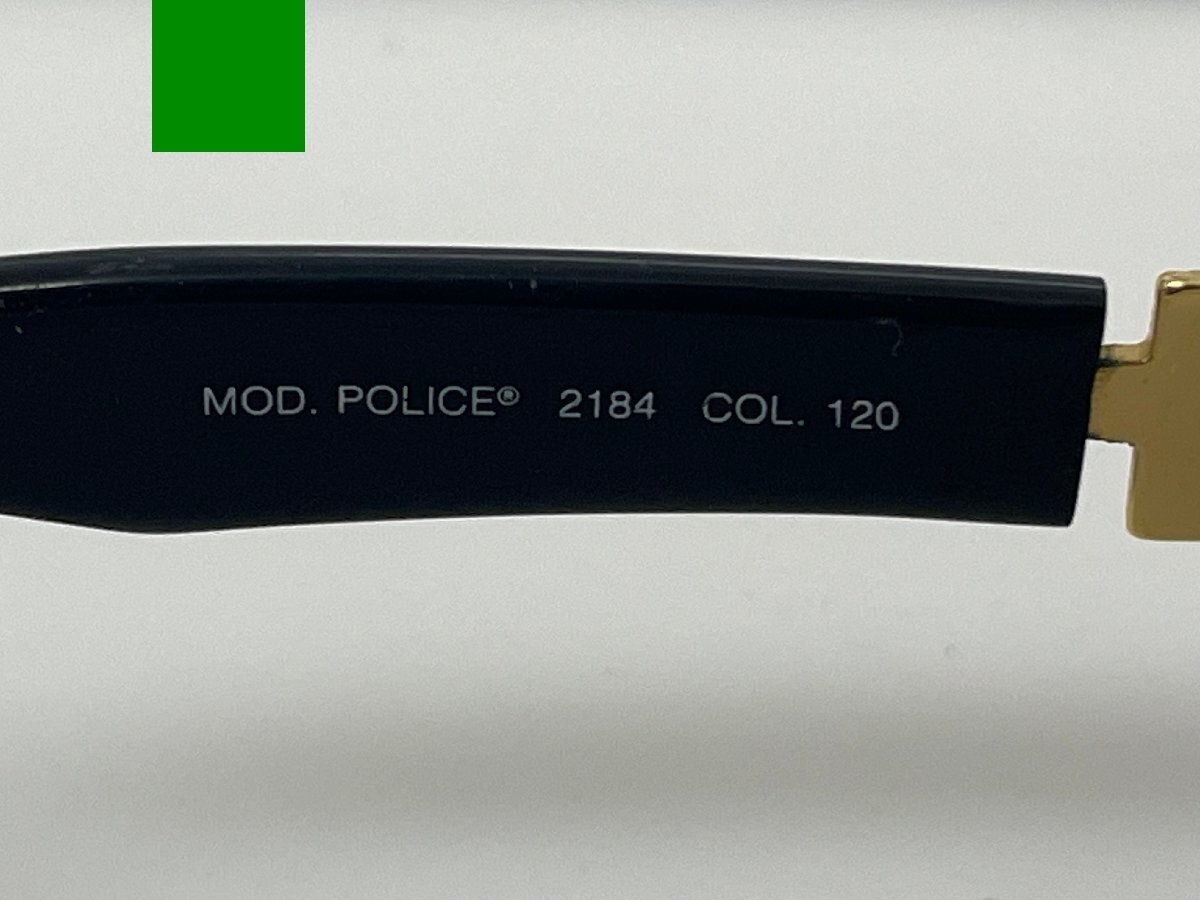 MOD. POLICE® 2184 COL. 120